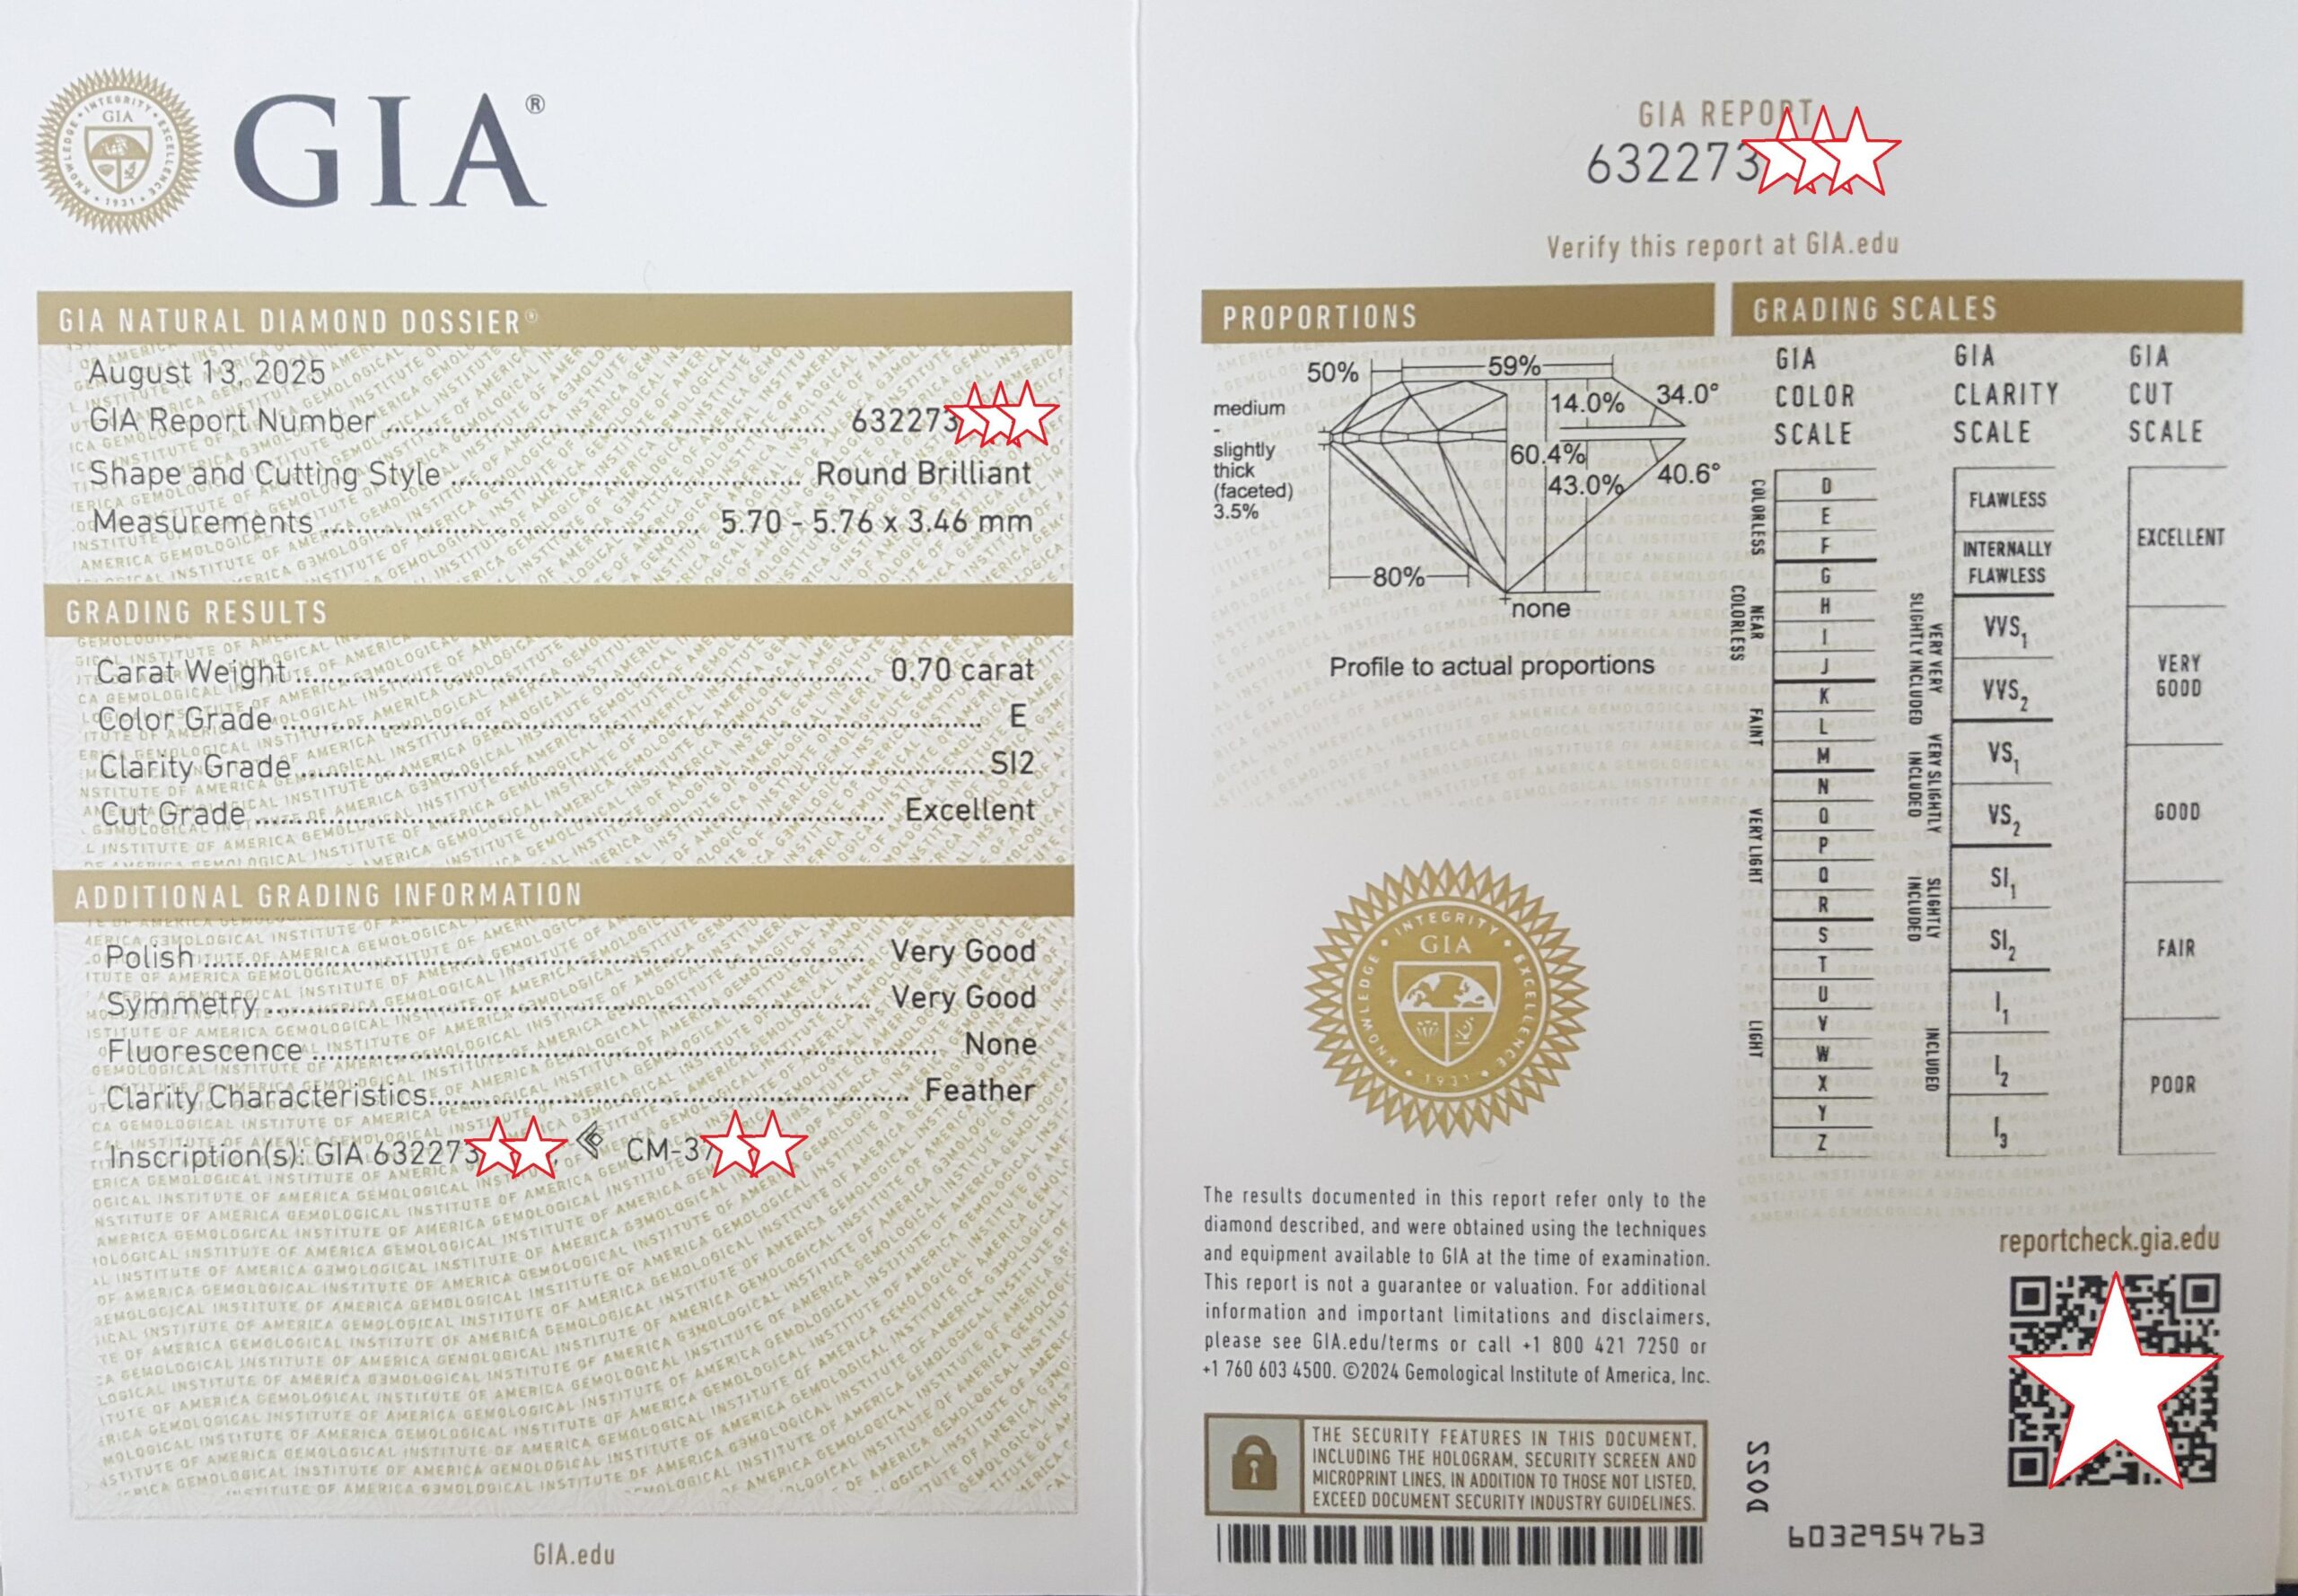 INTEGRITY
GIA
KNOWLEDGE
EXCELLENCE
1931
GIA®
GIA NATURAL DIAMOND DOSSIER®
August 13, 2025
GIA Report Number 632273
Shape and Cutting Style Round Brilliant
Measurements 5.70 - 5.76 x 3.46 mm
GRADING RESULTS
Carat Weight 0.70 carat
Color Grade E
Clarity Grade SI2
Cut Grade Excellent
ADDITIONAL GRADING INFORMATION
Polish Very Good
Symmetry Very Good
Fluorescence None
Clarity Characteristics Feather
Inscription(s): GIA 632273 CM-37
GIA.edu
GIA REPORT
632273
Verify this report at GIA.edu
PROPORTIONS
50%
59%
14.0%
34.0°
medium
-
slightly
thick
(faceted)
3.5%
60.4%
43.0%
40.6°
80%
none
Profile to actual proportions
INTEGRITY
GIA
KNOWLEDGE
EXCELLENCE
1931
The results documented in this report refer only to the
diamond described, and were obtained using the techniques
and equipment available to GIA at the time of examination.
This report is not a guarantee or valuation. For additional
information and important limitations and disclaimers,
please see GIA.edu/terms or call +1 800 421 7250 or
+1 760 603 4500. ©2024 Gemological Institute of America, Inc.
THE SECURITY FEATURES IN THIS DOCUMENT,
INCLUDING THE HOLOGRAM, SECURITY SCREEN AND
MICROPRINT LINES, IN ADDITION TO THOSE NOT LISTED,
EXCEED DOCUMENT SECURITY INDUSTRY GUIDELINES.
GRADING SCALES
GIA
COLOR
SCALE
COLORLESS
D
E
F
NEAR
COLORLESS
G
H
I
J
FAINT
K
L
M
VERY LIGHT
N
O
P
Q
R
LIGHT
S
T
U
V
W
X
Y
Z
GIA
CLARITY
SCALE
FLAWLESS
INTERNALLY
FLAWLESS
VERY VERY
SLIGHTLY INCLUDED
VVS1
VVS2
VERY SLIGHTLY
INCLUDED
VS1
VS2
SLIGHTLY
INCLUDED
SI1
SI2
INCLUDED
I1
I2
I3
GIA
CUT
SCALE
EXCELLENT
VERY
GOOD
GOOD
FAIR
POOR
reportcheck.gia.edu
DOSS
6032954763